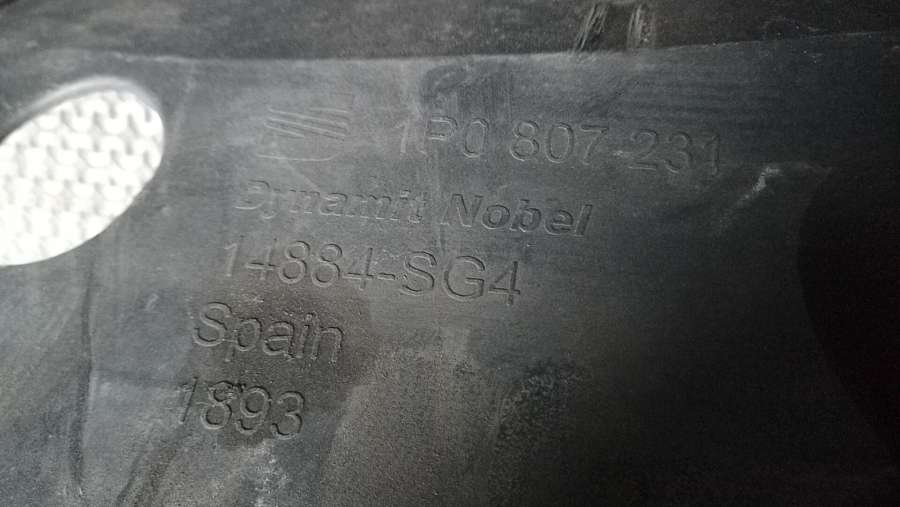 1P0 807 231
Dynamit Nobel
14884-SG4
Spain
1893